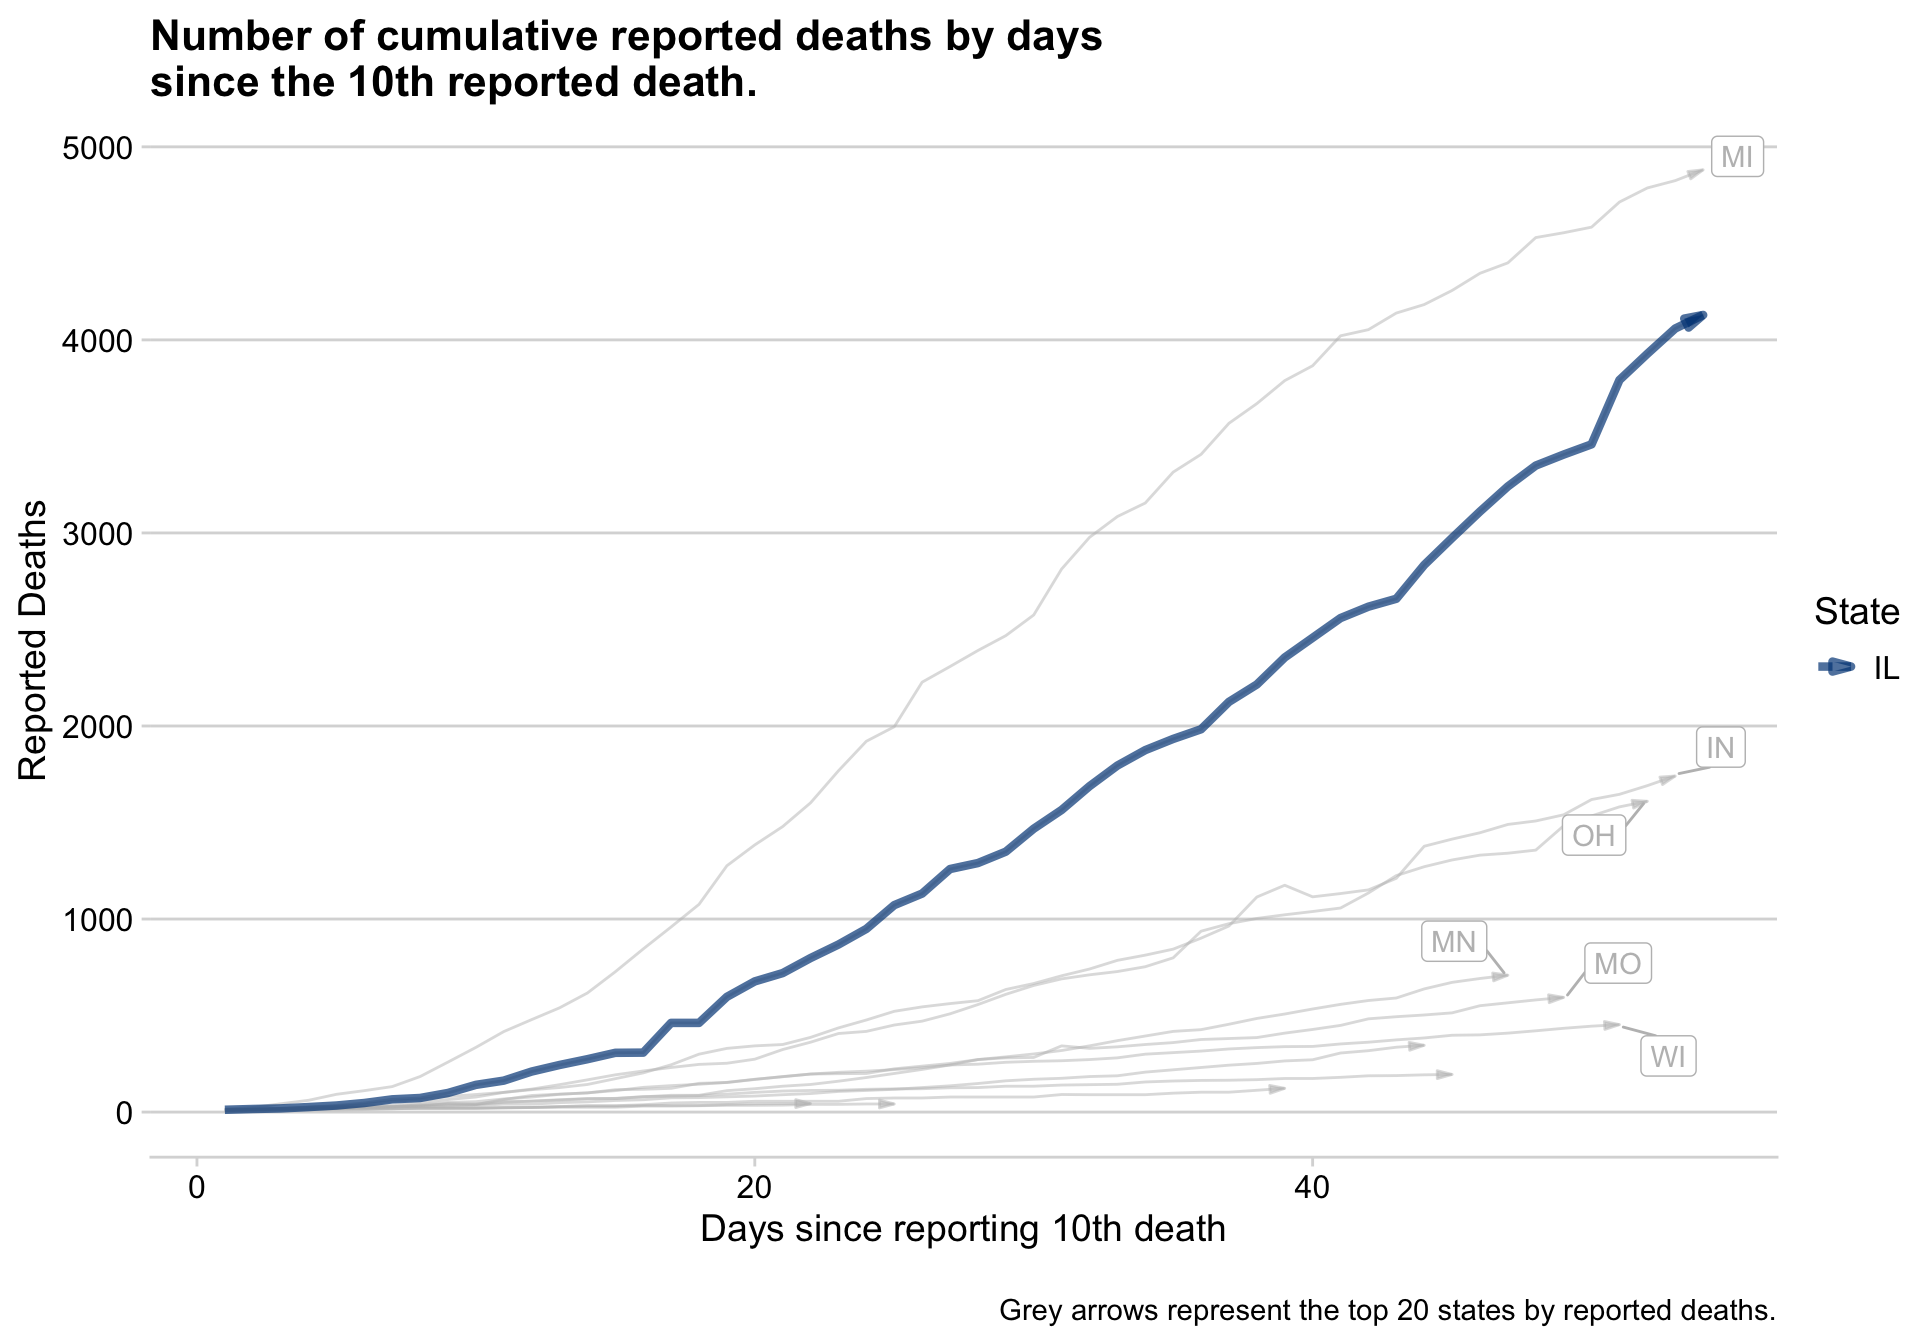 Number of cumulative reported deaths by days
since the 10th reported death.
5000
4000
3000
2000
1000
0
Reported Deaths
MI
IN
OH
MN
MO
WI
State
IL
0
20
40
Days since reporting 10th death
Grey arrows represent the top 20 states by reported deaths.